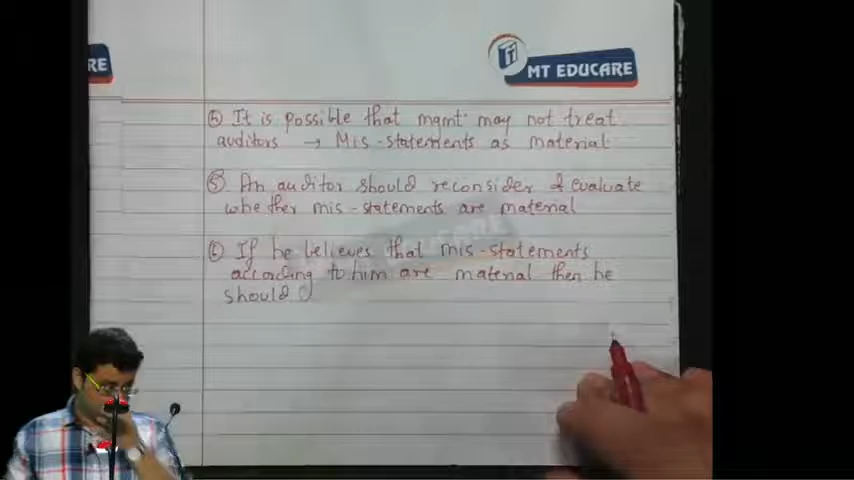 RE
MT EDUCARE
④ It is possible that mgmt may not treat
auditors → Mis-statements as material
⑤ An auditor should reconsider & evaluate
whether mis-statements are material
⑥ If he believes that mis-statements
according to him are material then he
should